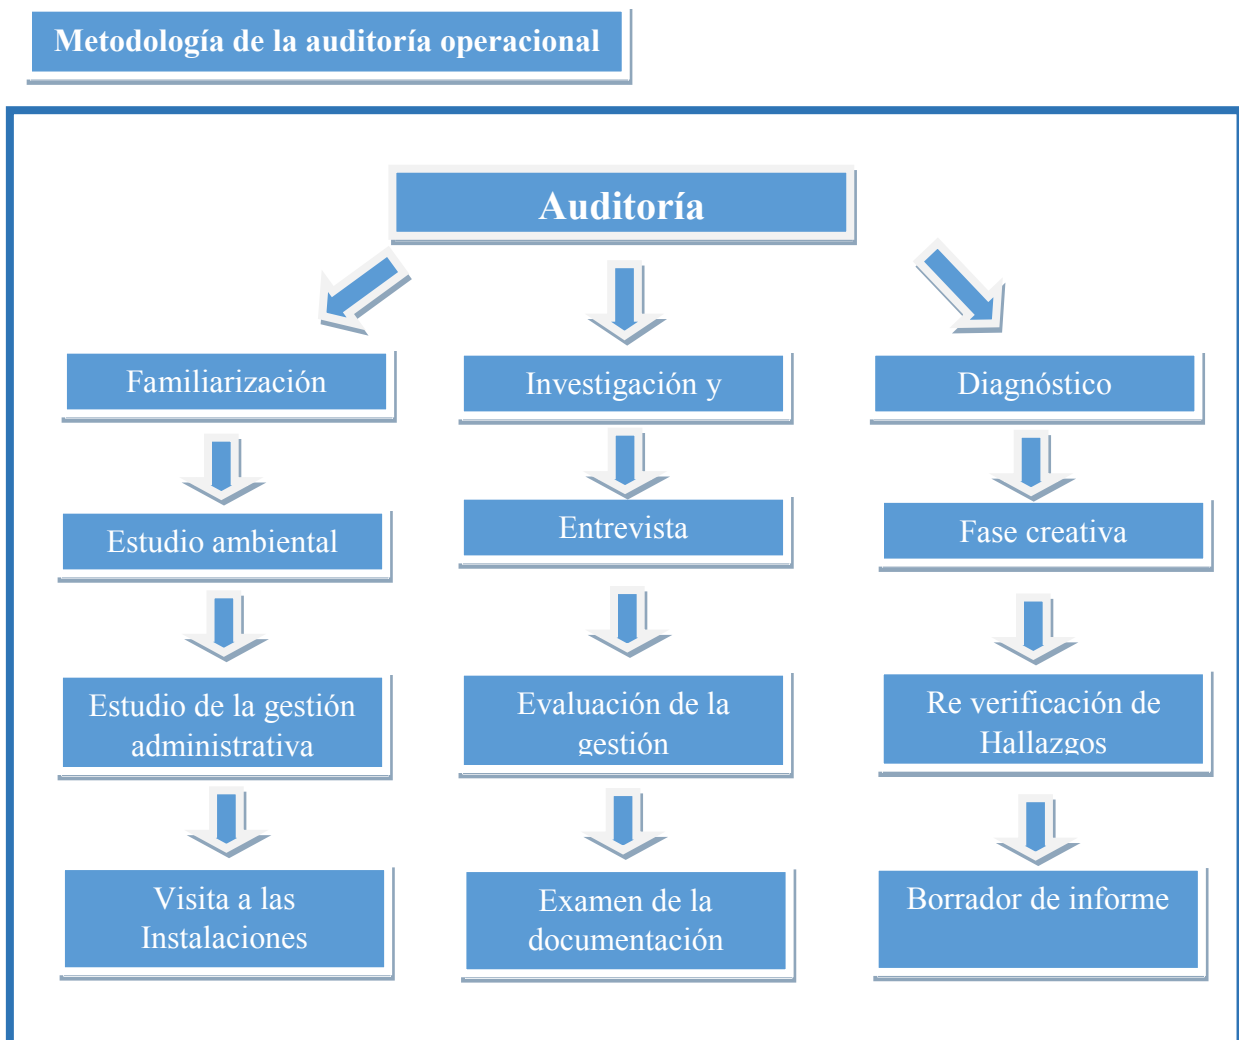 Metodología de la auditoría operacional
Auditoría
Familiarización
Investigación y
Diagnóstico
Estudio ambiental
Entrevista
Fase creativa
Estudio de la gestión
administrativa
Evaluación de la
gestión
Re verificación de
Hallazgos
Visita a las
Instalaciones
Examen de la
documentación
Borrador de informe